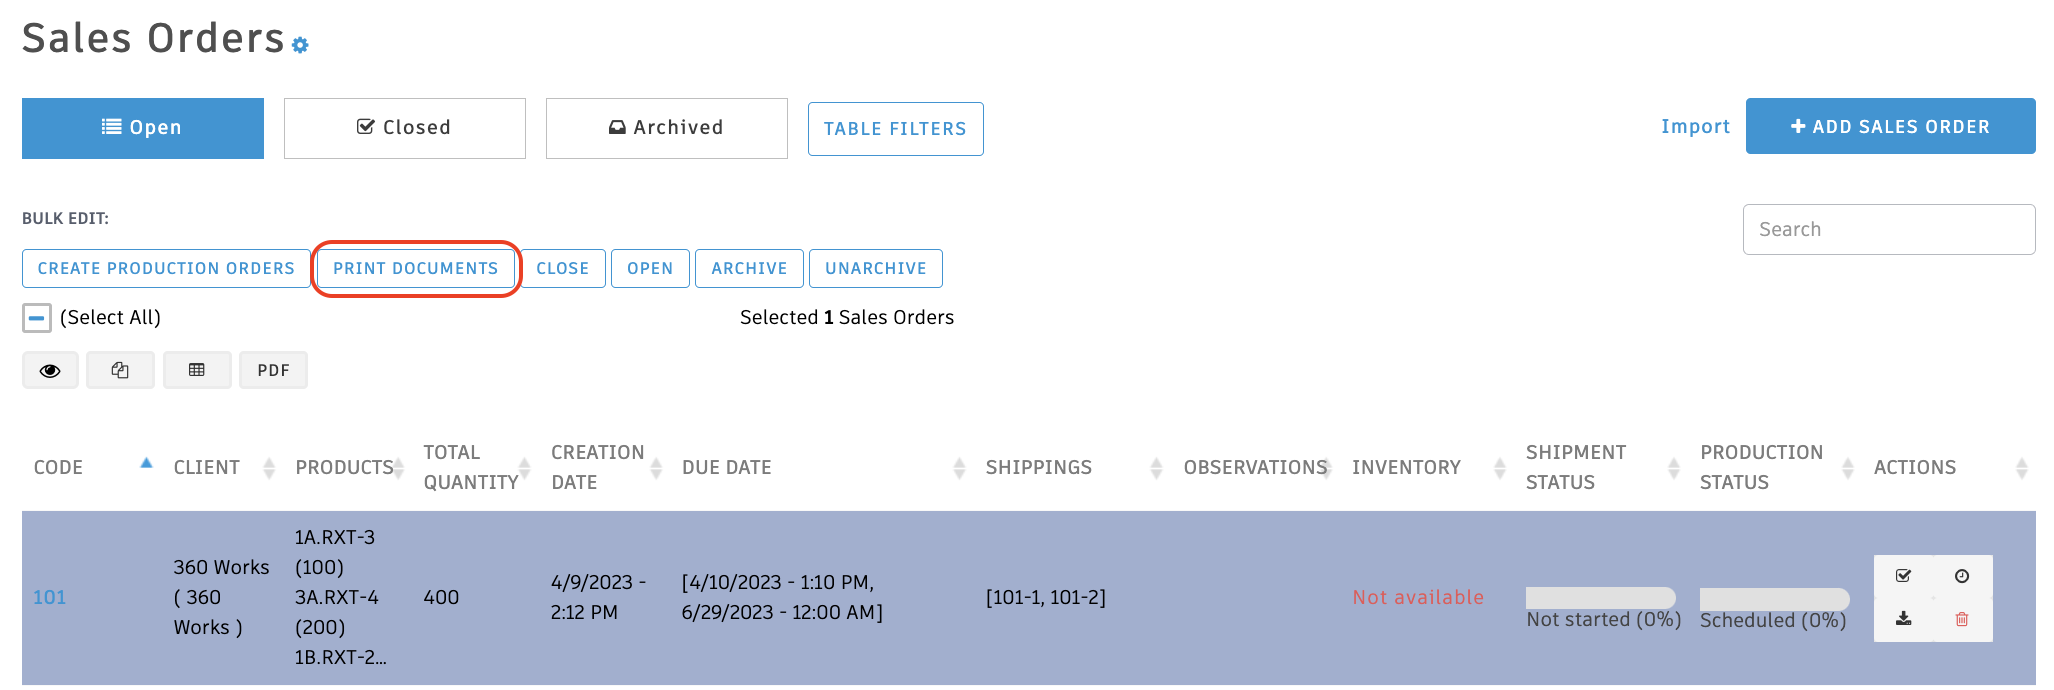 Sales Orders
Open
Closed
Archived
TABLE FILTERS
Import
+ ADD SALES ORDER
BULK EDIT:
Search
CREATE PRODUCTION ORDERS
PRINT DOCUMENTS
CLOSE
OPEN
ARCHIVE
UNARCHIVE
(Select All)
Selected 1 Sales Orders
PDF
CODE
CLIENT
PRODUCTS
TOTAL
QUANTITY
CREATION
DATE
DUE DATE
SHIPPINGS
OBSERVATIONS
INVENTORY
SHIPMENT
STATUS
PRODUCTION
STATUS
ACTIONS
101
360 Works
( 360
Works )
1A.RXT-3
(100)
3A.RXT-4
(200)
1B.RXT-2...
400
4/9/2023 -
2:12 PM
[4/10/2023 - 1:10 PM,
6/29/2023 - 12:00 AM]
[101-1, 101-2]
Not available
Not started (0%)
Scheduled (0%)